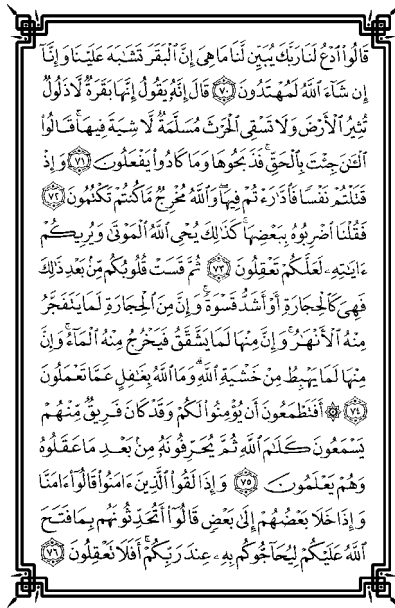 قَالُوا۟ ٱدْعُ لَنَا رَبَّكَ يُبَيِّن لَّنَا مَا هِىَ إِنَّ ٱلْبَقَرَ تَشَـٰبَهَ عَلَيْنَا وَإِنَّآ
إِن شَآءَ ٱللَّهُ لَمُهْتَدُونَ ٧٠ قَالَ إِنَّهُۥ يَقُولُ إِنَّهَا بَقَرَةٌ لَّا ذَلُولٌ
تُثِيرُ ٱلْأَرْضَ وَلَا تَسْقِى ٱلْحَرْثَ مُسَلَّمَةٌ لَّا شِيَةَ فِيهَا ۚ قَالُوا۟
ٱلْـَٔـٰنَ جِئْتَ بِٱلْحَقِّ ۚ فَذَبَحُوهَا وَمَا كَادُوا۟ يَفْعَلُونَ ٧١ وَإِذْ
قَتَلْتُمْ نَفْسًا فَٱدَّٰرَْٰٔتُمْ فِيهَا ۖ وَٱللَّهُ مُخْرِجٌ مَّا كُنتُمْ تَكْتُمُونَ ٧٢
فَقُلْنَا ٱضْرِبُوهُ بِبَعْضِهَا ۚ كَذَٰلِكَ يُحْىِ ٱللَّهُ ٱلْمَوْتَىٰ وَيُرِيكُمْ
ءَايَـٰتِهِۦ لَعَلَّكُمْ تَعْقِلُونَ ٧٣ ثُمَّ قَسَتْ قُلُوبُكُم مِّنۢ بَعْدِ ذَٰلِكَ
فَهِىَ كَٱلْحِجَارَةِ أَوْ أَشَدُّ قَسْوَةً ۚ وَإِنَّ مِنَ ٱلْحِجَارَةِ لَمَا يَتَفَجَّرُ
مِنْهُ ٱلْأَنْهَـٰرُ ۚ وَإِنَّ مِنْهَا لَمَا يَشَّقَّقُ فَيَخْرُجُ مِنْهُ ٱلْمَآءُ ۚ وَإِنَّ
مِنْهَا لَمَا يَهْبِطُ مِنْ خَشْيَةِ ٱللَّهِ ۗ وَمَا ٱللَّهُ بِغَـٰفِلٍ عَمَّا تَعْمَلُونَ
٧٤ ۞ أَفَتَطْمَعُونَ أَن يُؤْمِنُوا۟ لَكُمْ وَقَدْ كَانَ فَرِيقٌ مِّنْهُمْ
يَسْمَعُونَ كَلَـٰمَ ٱللَّهِ ثُمَّ يُحَرِّفُونَهُۥ مِنۢ بَعْدِ مَا عَقَلُوهُ
وَهُمْ يَعْلَمُونَ ٧٥ وَإِذَا لَقُوا۟ ٱلَّذِينَ ءَامَنُوا۟ قَالُوٓا۟ ءَامَنَّا
وَإِذَا خَلَا بَعْضُهُمْ إِلَىٰ بَعْضٍ قَالُوٓا۟ أَتُحَدِّثُونَهُم بِمَا فَتَحَ
ٱللَّهُ عَلَيْكُمْ لِيُحَآجُّوكُم بِهِۦ عِندَ رَبِّكُمْ ۚ أَفَلَا تَعْقِلُونَ ٧٦